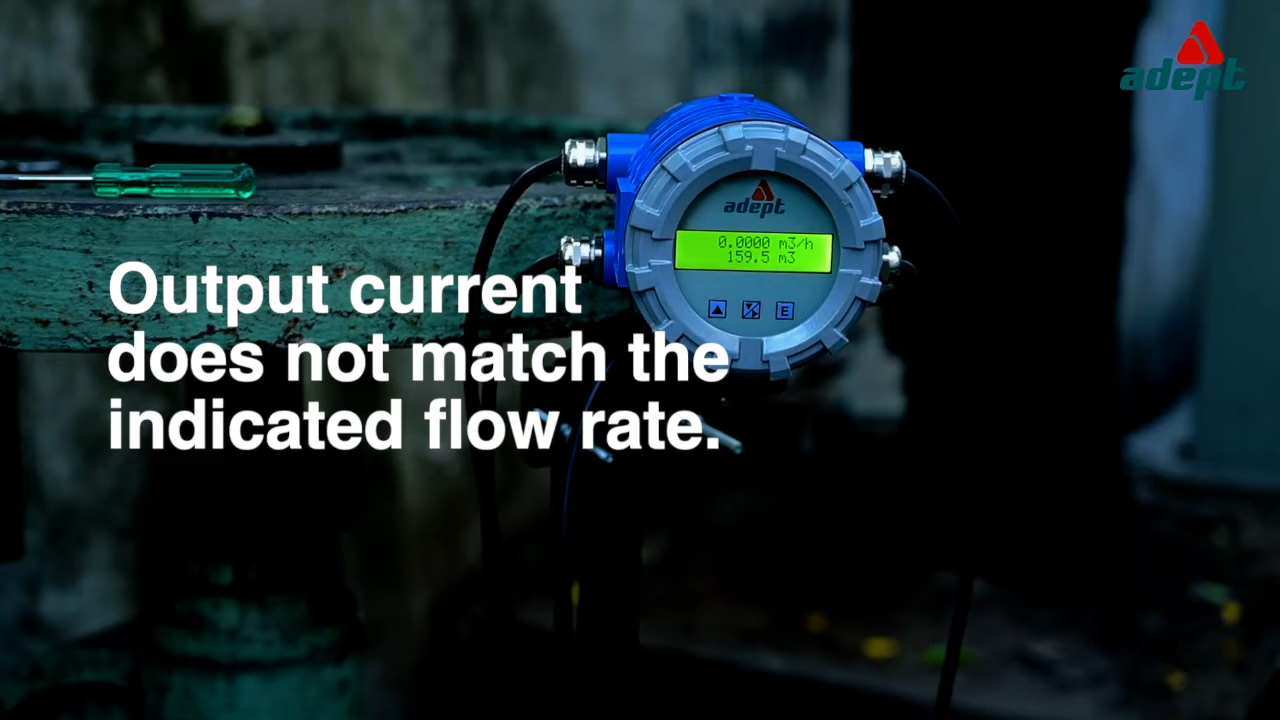 adept
adept
0.0000 m3/h
159.5 m3
E
Output current
does not match the
indicated flow rate.